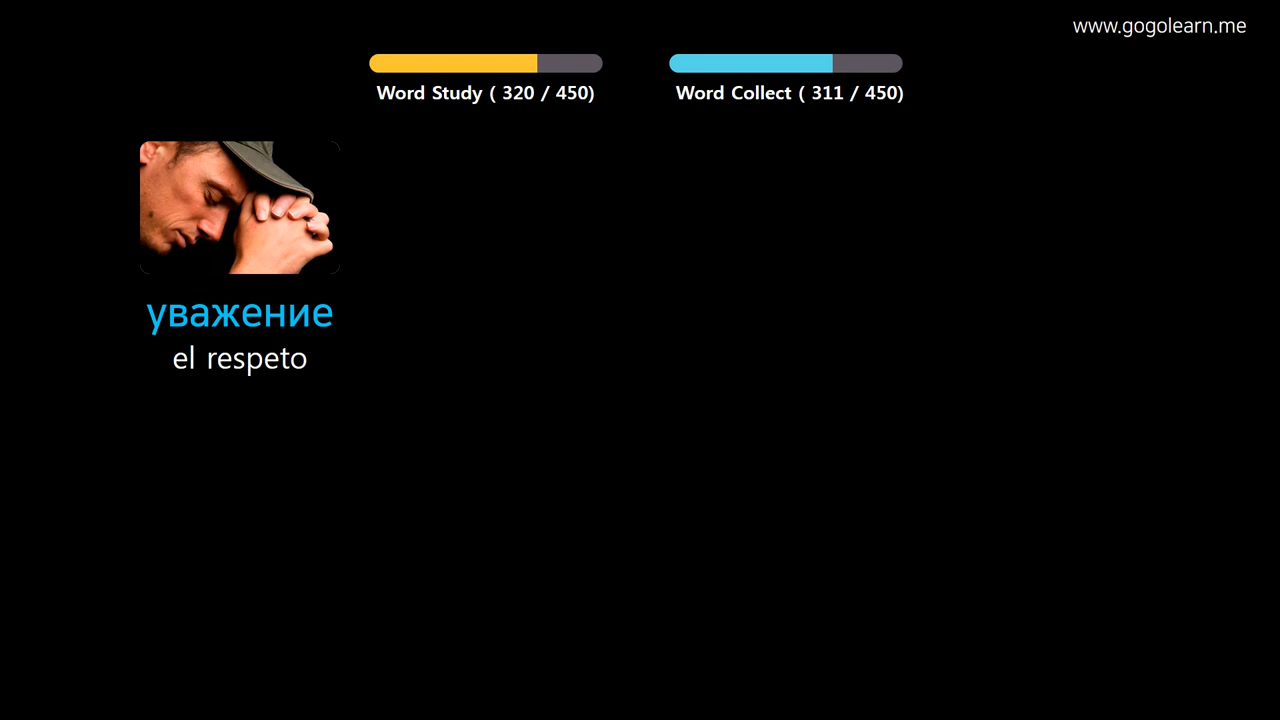 www.gogolearn.me
Word Study ( 320 / 450)
Word Collect ( 311 / 450)
уважение
el respeto